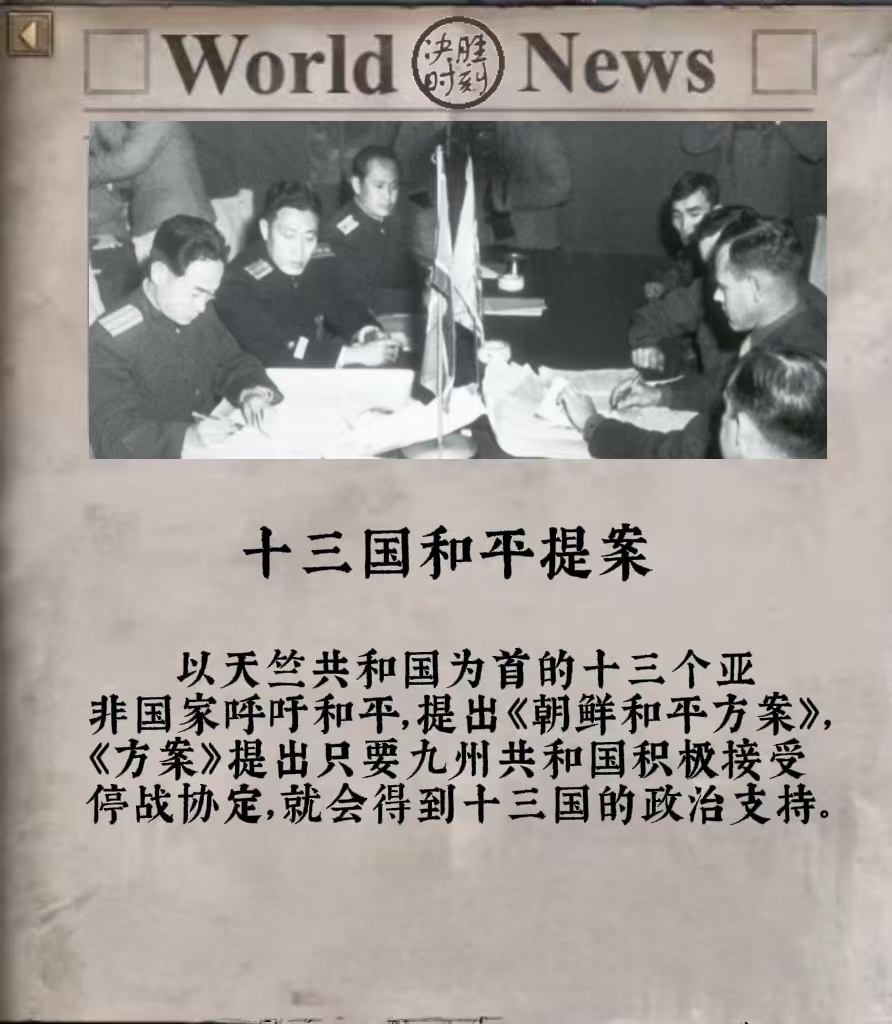 World 决胜时刻 News
十三国和平提案
以天竺共和国为首的十三个亚
非国家呼吁和平,提出《朝鲜和平方案》,
《方案》提出只要九州共和国积极接受
停战协定,就会得到十三国的政治支持。